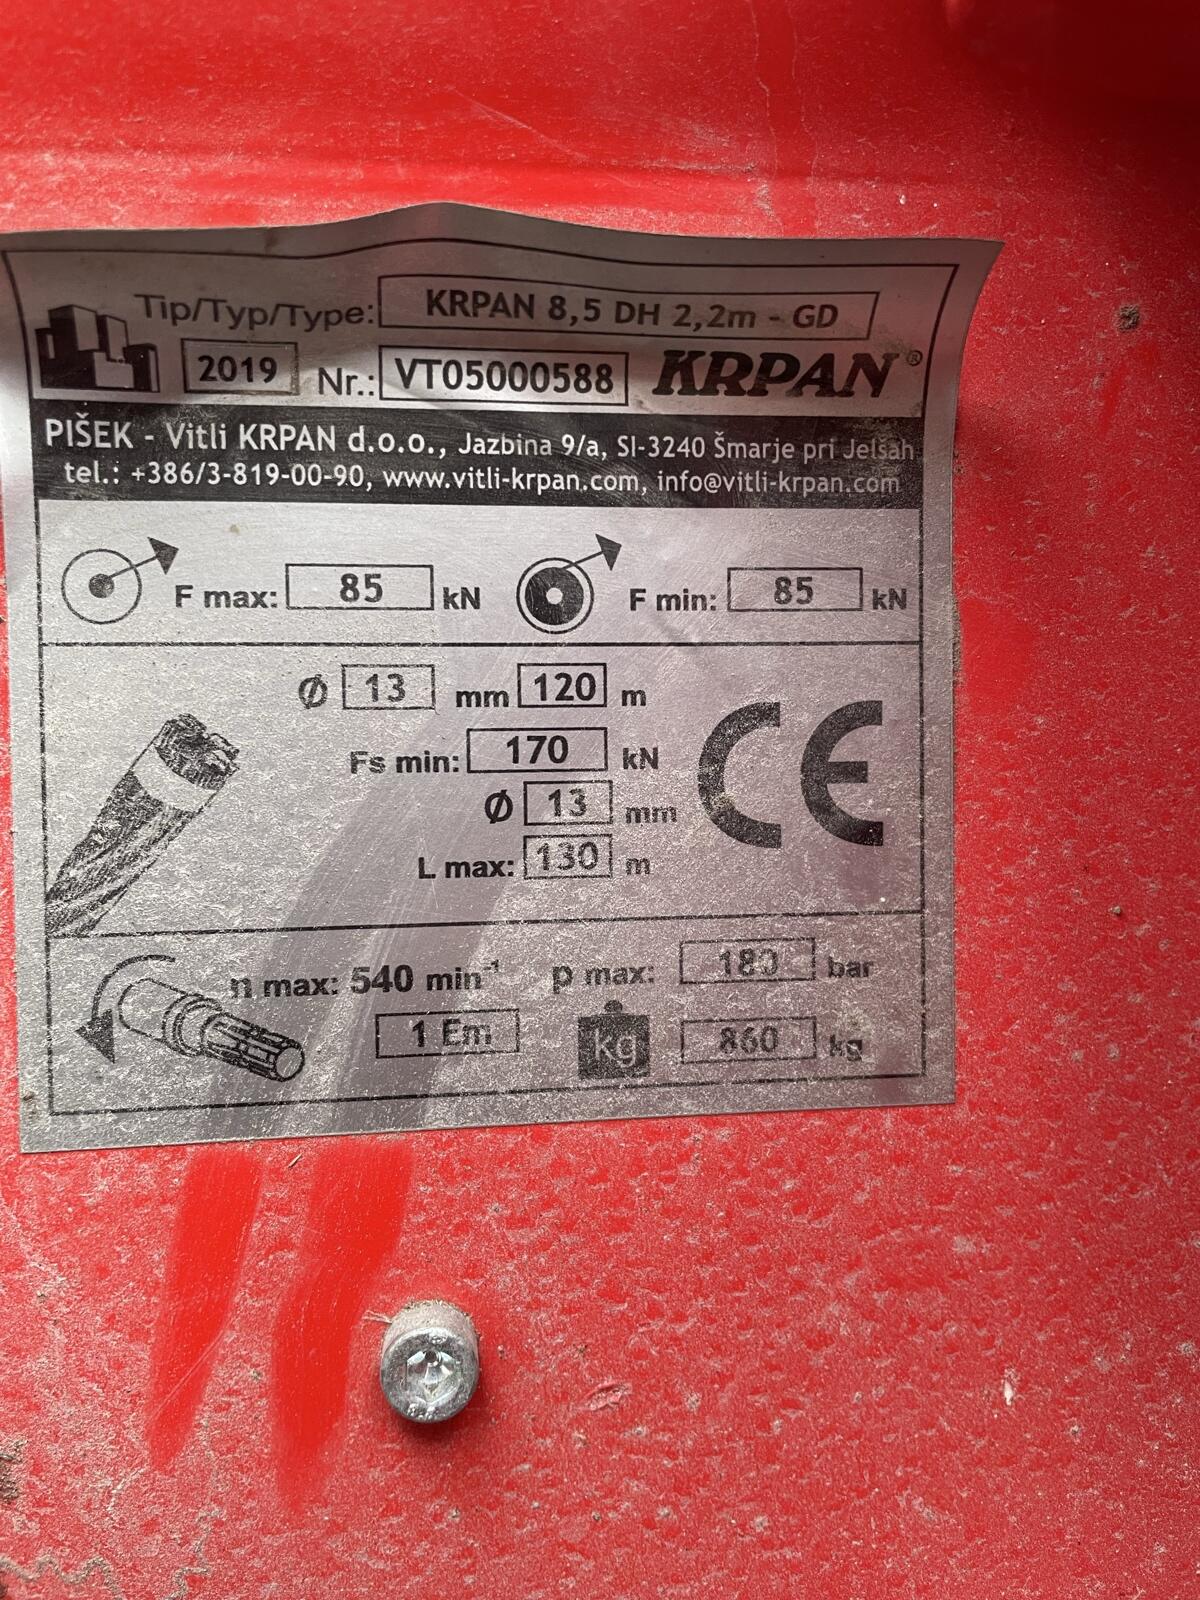 Tip/Typ/Type: KRPAN 8,5 DH 2,2m - GD
2019 Nr.: VT05000588 KRPAN®
PIŠEK - Vitli KRPAN d.o.o., Jazbina 9/a, SI-3240 Šmarje pri Jelšah
tel.: +386/3-819-00-90, www.vitli-krpan.com, info@vitli-krpan.com
F max: 85 kN F min: 85 kN
Ø 13 mm 120 m
Fs min: 170 kN
Ø 13 mm
L max: 130 m
CE
n max: 540 min⁻¹ p max: 180 bar
1 Em kg 860 kg